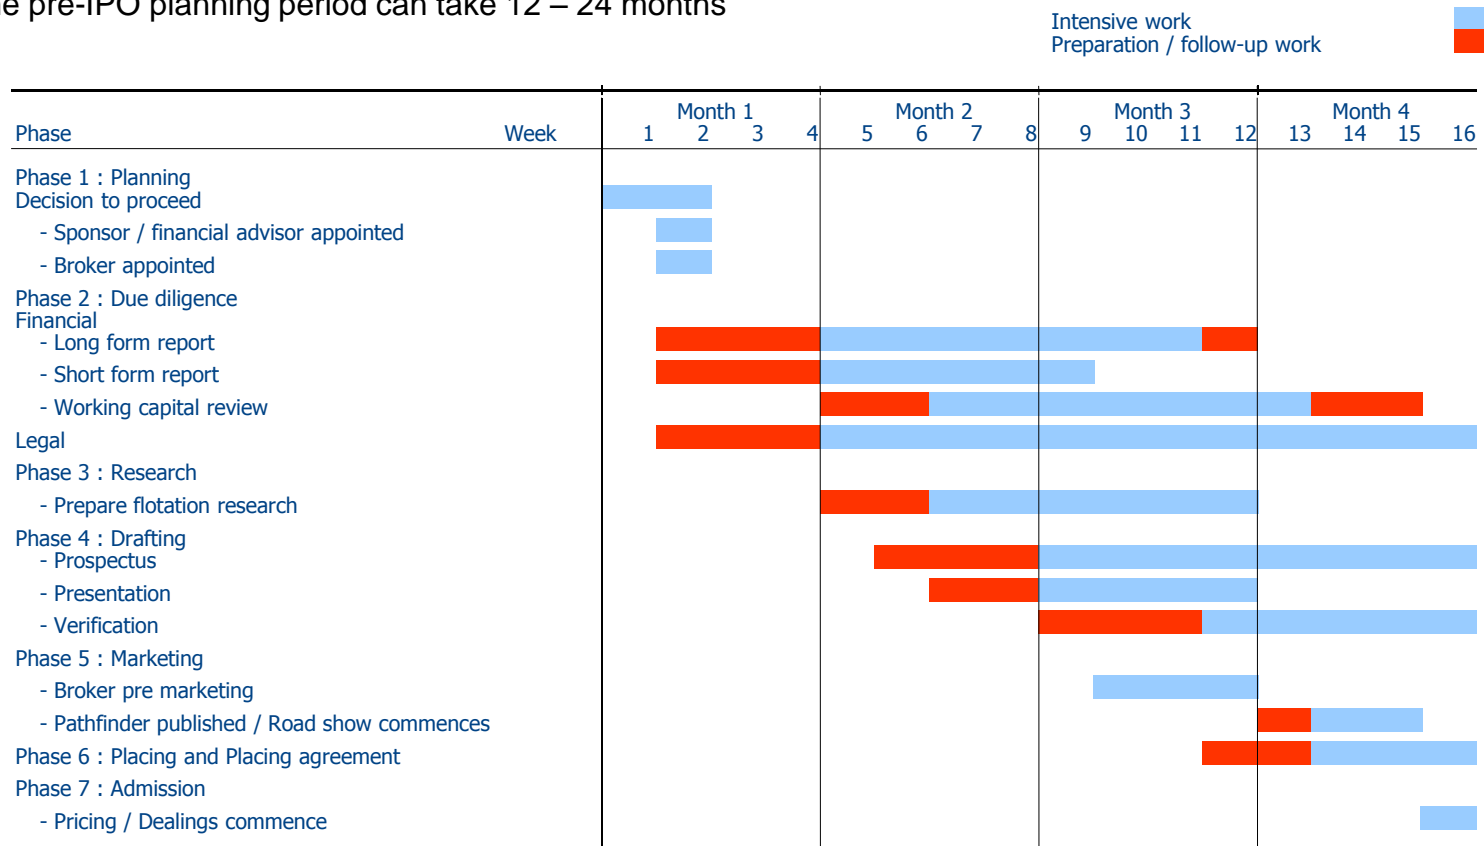 ne pre-IPO planning period can take 12 – 24 months
Intensive work
Preparation / follow-up work
Month 1 Month 2 Month 3 Month 4
Phase Week 1 2 3 4 5 6 7 8 9 10 11 12 13 14 15 16
Phase 1 : Planning
Decision to proceed
- Sponsor / financial advisor appointed
- Broker appointed
Phase 2 : Due diligence
Financial
- Long form report
- Short form report
- Working capital review
Legal
Phase 3 : Research
- Prepare flotation research
Phase 4 : Drafting
- Prospectus
- Presentation
- Verification
Phase 5 : Marketing
- Broker pre marketing
- Pathfinder published / Road show commences
Phase 6 : Placing and Placing agreement
Phase 7 : Admission
- Pricing / Dealings commence